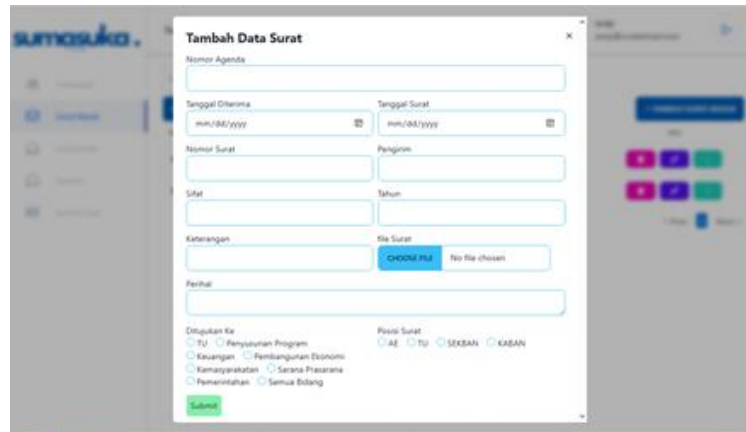 sumasuka .
Tambah Data Surat ×
Nomor Agenda
Tanggal Diterima Tanggal Surat
mm/dd/yyyy mm/dd/yyyy
Nomor Surat Pengirim
Sifat Tahun
Keterangan file Surat
CHOOSE FILE No file chosen
Perihal
Ditujukan Ke Posisi Surat
TU Penyusunan Program AE TU SEKBAN KABAN
Keuangan Pembangunan Ekonomi
Kemasyarakatan Sarana Prasarana
Pemerintahan Semua Bidang
Submit